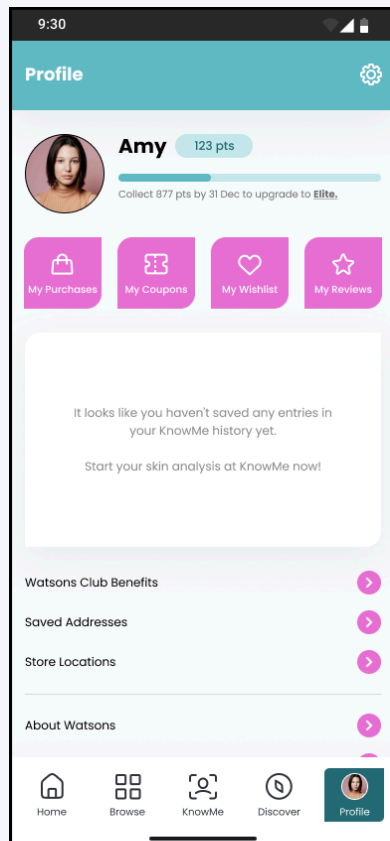 9:30
Profile
Amy
123 pts
Collect 877 pts by 31 Dec to upgrade to Elite.
My Purchases
My Coupons
My Wishlist
My Reviews
It looks like you haven't saved any entries in
your KnowMe history yet.
Start your skin analysis at KnowMe now!
Watsons Club Benefits
Saved Addresses
Store Locations
About Watsons
Home
Browse
KnowMe
Discover
Profile